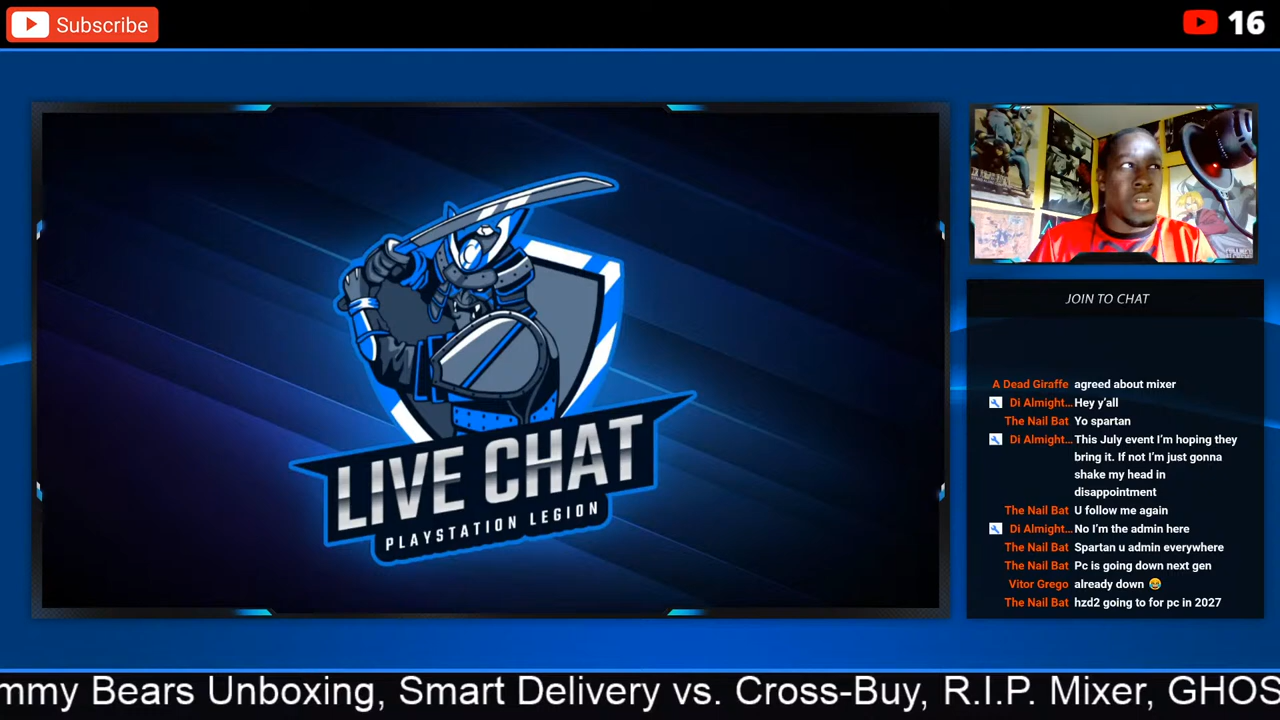 Subscribe
16
LIVE CHAT
PLAYSTATION LEGION
JOIN TO CHAT
A Dead Giraffe agreed about mixer
Di Almight... Hey y'all
The Nail Bat Yo spartan
Di Almight... This July event I'm hoping they
bring it. If not I'm just gonna
shake my head in
disappointment
The Nail Bat U follow me again
Di Almight... No I'm the admin here
The Nail Bat Spartan u admin everywhere
The Nail Bat Pc is going down next gen
Vitor Grego already down 😂
The Nail Bat hzd2 going to for pc in 2027
mmy Bears Unboxing, Smart Delivery vs. Cross-Buy, R.I.P. Mixer, GHOS